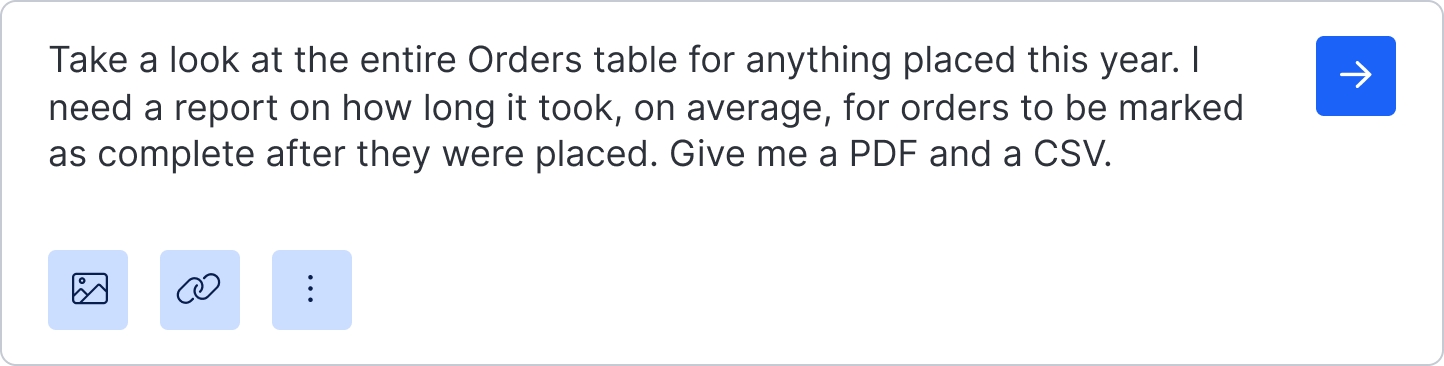 Take a look at the entire Orders table for anything placed this year. I
need a report on how long it took, on average, for orders to be marked
as complete after they were placed. Give me a PDF and a CSV.